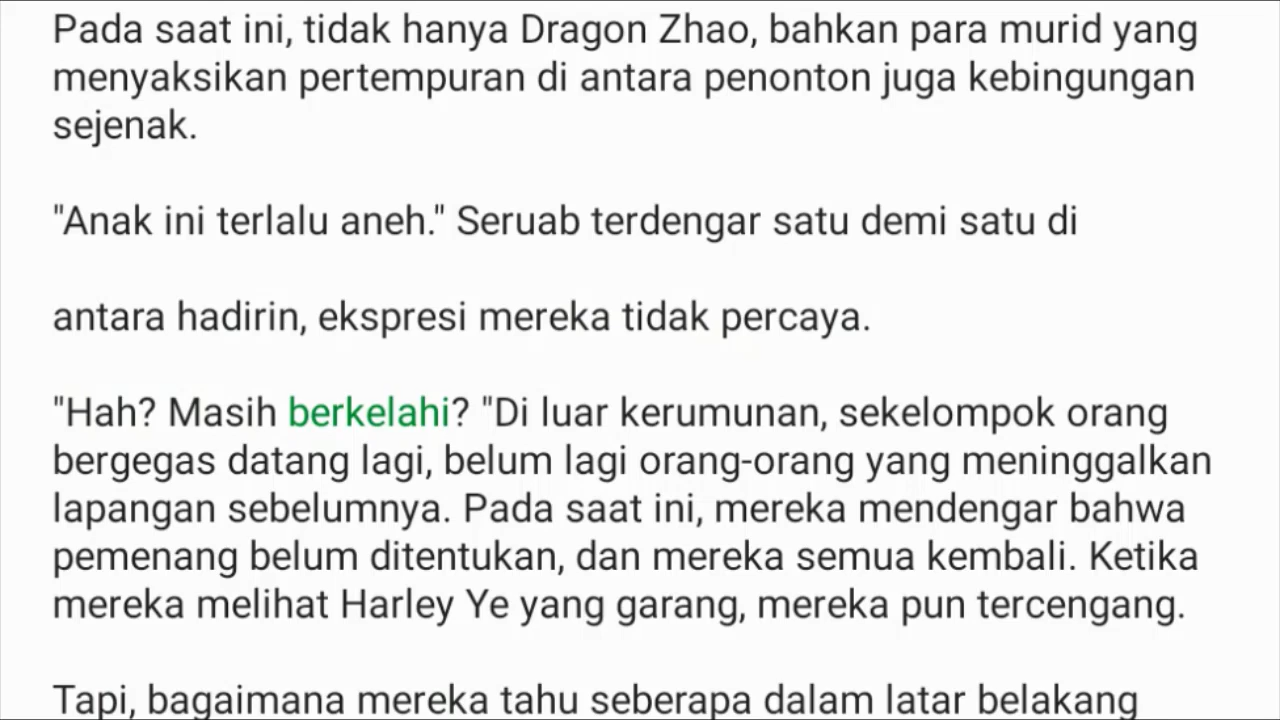 Pada saat ini, tidak hanya Dragon Zhao, bahkan para murid yang
menyaksikan pertempuran di antara penonton juga kebingungan
sejenak.
"Anak ini terlalu aneh." Seruab terdengar satu demi satu di
antara hadirin, ekspresi mereka tidak percaya.
"Hah? Masih berkelahi? "Di luar kerumunan, sekelompok orang
bergegas datang lagi, belum lagi orang-orang yang meninggalkan
lapangan sebelumnya. Pada saat ini, mereka mendengar bahwa
pemenang belum ditentukan, dan mereka semua kembali. Ketika
mereka melihat Harley Ye yang garang, mereka pun tercengang.
Tapi, bagaimana mereka tahu seberapa dalam latar belakang